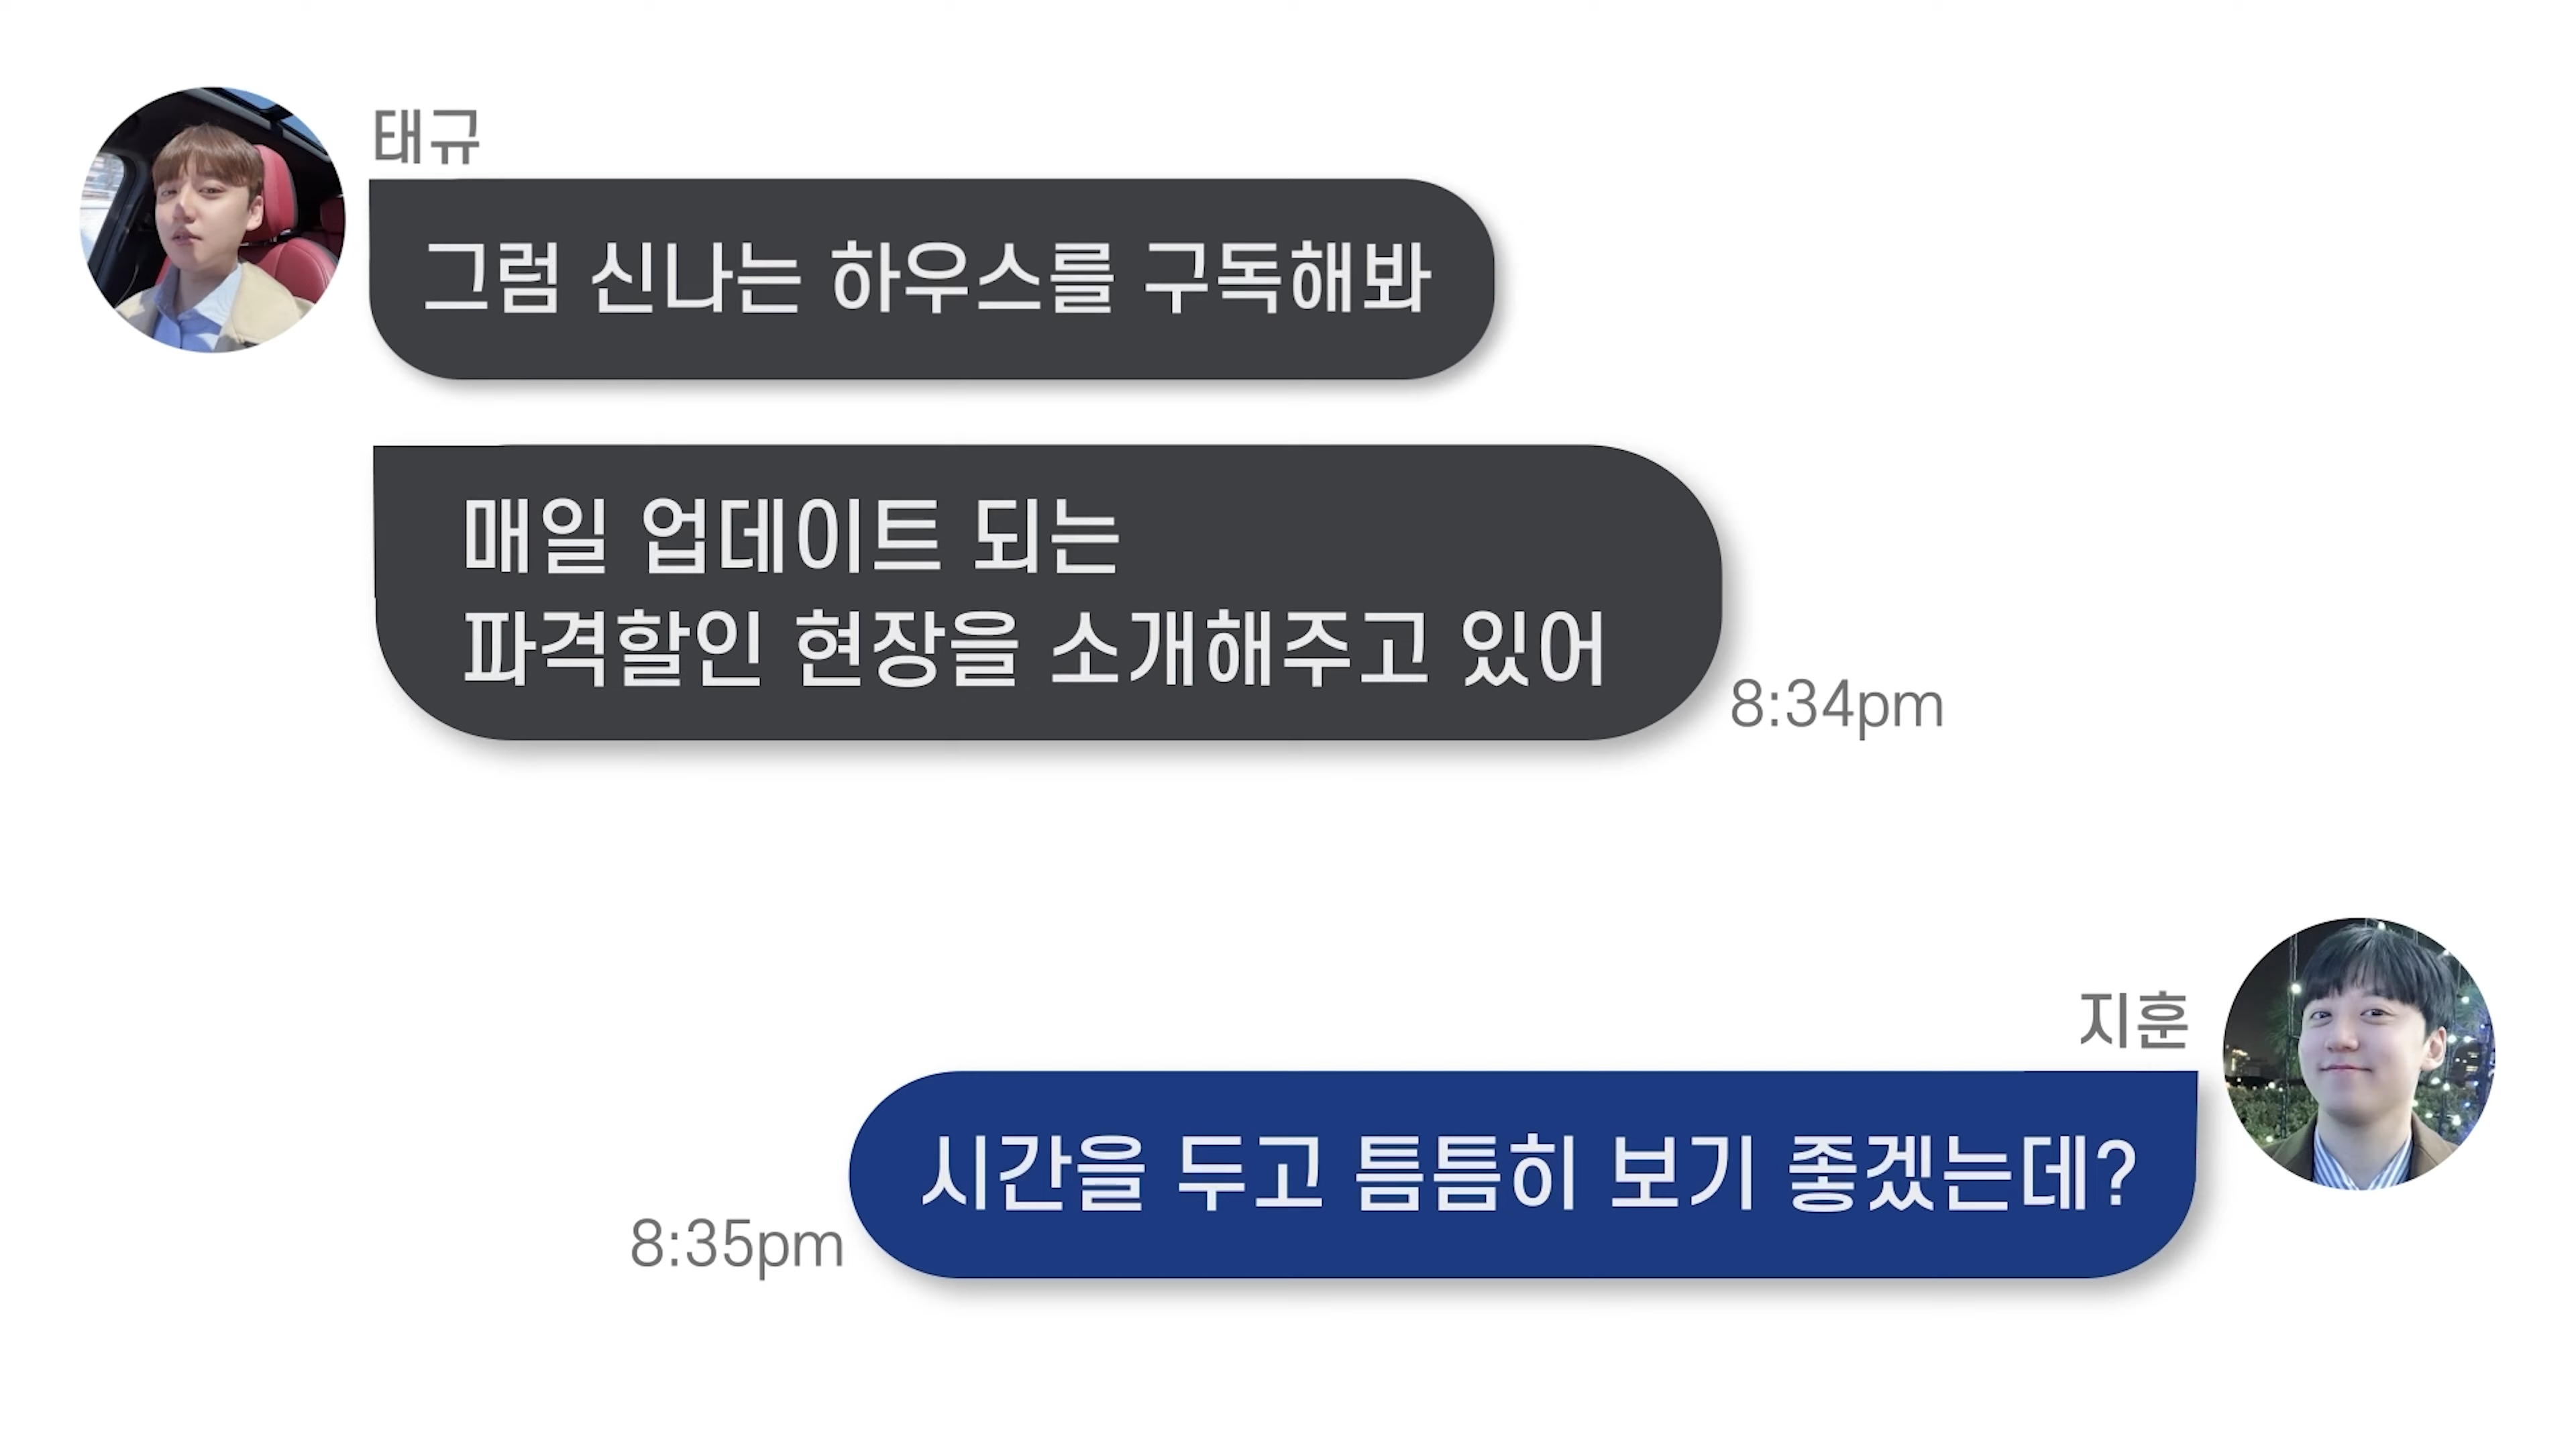 태규
그럼 신나는 하우스를 구독해봐
매일 업데이트 되는
파격할인 현장을 소개해주고 있어
8:34pm
지훈
시간을 두고 틈틈히 보기 좋겠는데?
8:35pm